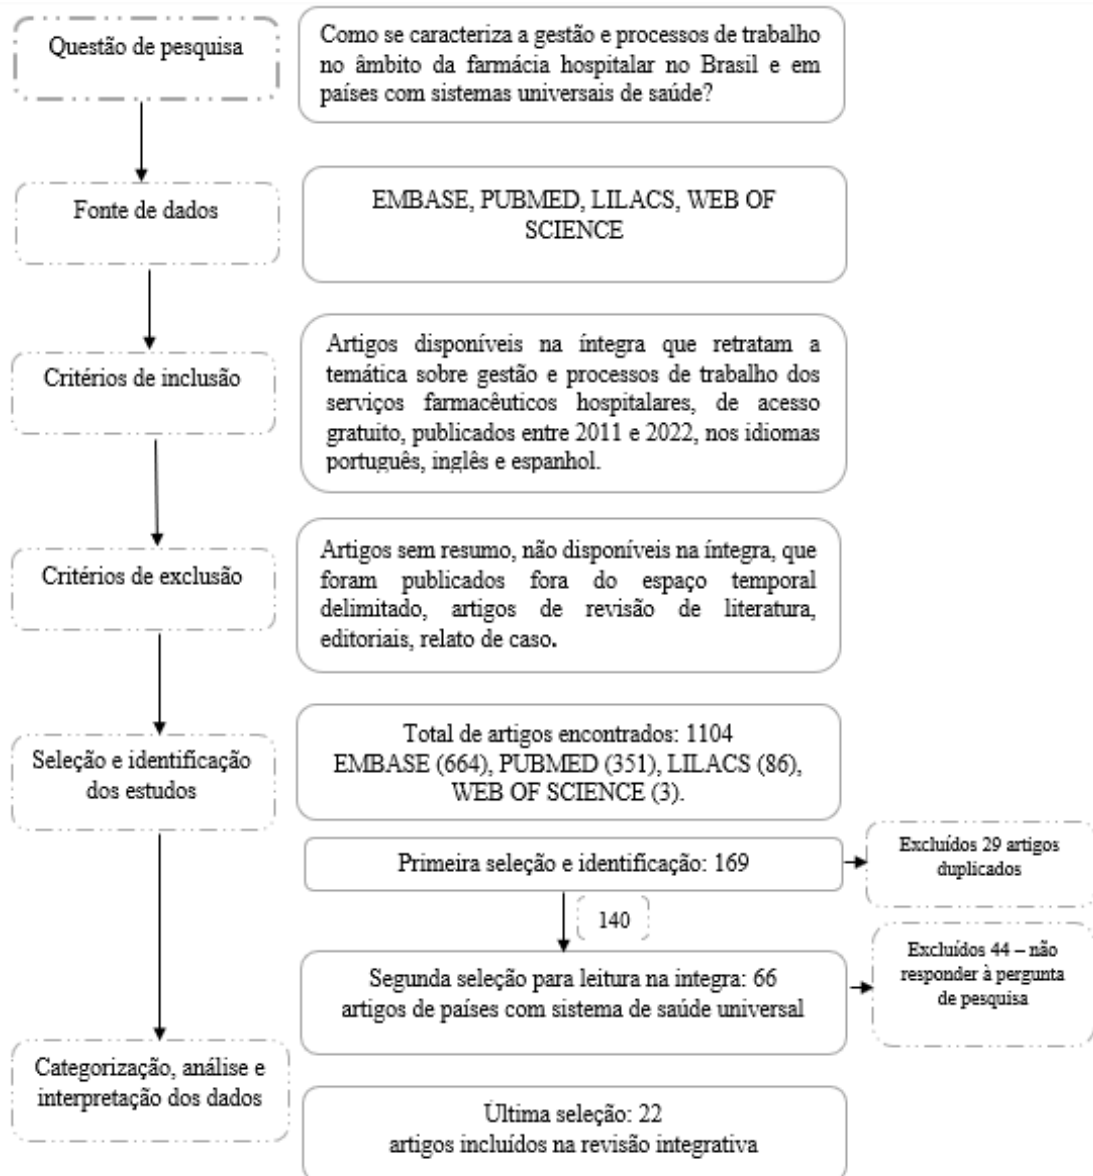 Questão de pesquisa
Como se caracteriza a gestão e processos de trabalho
no âmbito da farmácia hospitalar no Brasil e em
países com sistemas universais de saúde?
Fonte de dados
EMBASE, PUBMED, LILACS, WEB OF
SCIENCE
Critérios de inclusão
Artigos disponíveis na íntegra que retratam a
temática sobre gestão e processos de trabalho dos
serviços farmacêuticos hospitalares, de acesso
gratuito, publicados entre 2011 e 2022, nos idiomas
português, inglês e espanhol.
Critérios de exclusão
Artigos sem resumo, não disponíveis na íntegra, que
foram publicados fora do espaço temporal
delimitado, artigos de revisão de literatura,
editoriais, relato de caso.
Seleção e identificação
dos estudos
Total de artigos encontrados: 1104
EMBASE (664), PUBMED (351), LILACS (86),
WEB OF SCIENCE (3).
Primeira seleção e identificação: 169
Excluídos 29 artigos
duplicados
140
Segunda seleção para leitura na integra: 66
artigos de países com sistema de saúde universal
Excluídos 44 – não
responder à pergunta
de pesquisa
Categorização, análise e
interpretação dos dados
Última seleção: 22
artigos incluídos na revisão integrativa